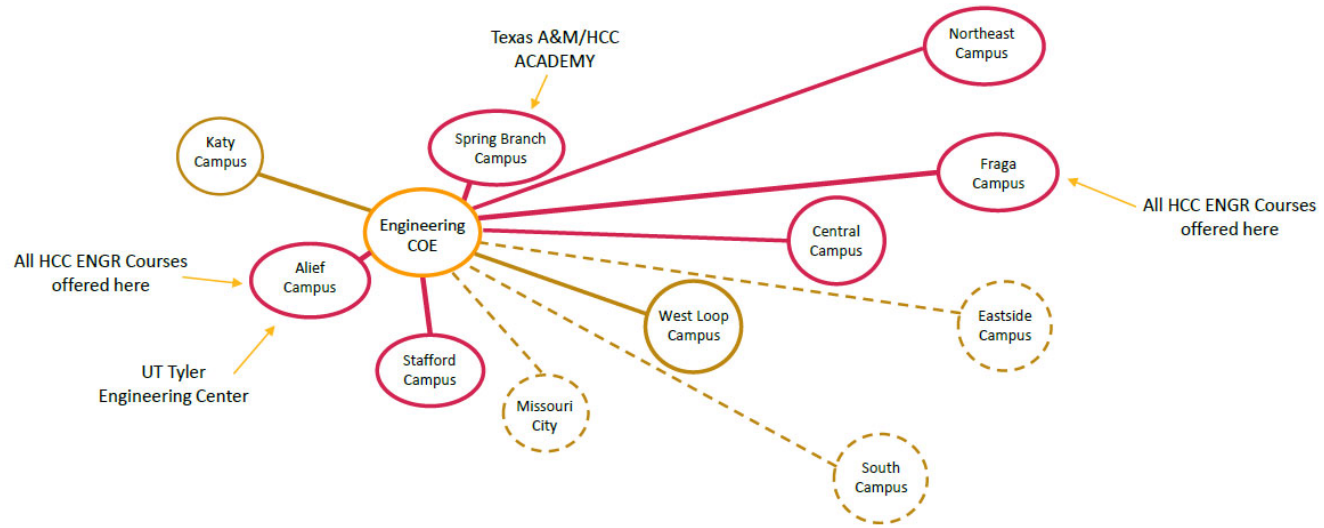 Texas A&M/HCC
ACADEMY
Northeast
Campus
Katy
Campus
Spring Branch
Campus
Fraga
Campus
All HCC ENGR Courses
offered here
Engineering
COE
Central
Campus
All HCC ENGR Courses
offered here
Alief
Campus
West Loop
Campus
Eastside
Campus
UT Tyler
Engineering Center
Stafford
Campus
Missouri
City
South
Campus